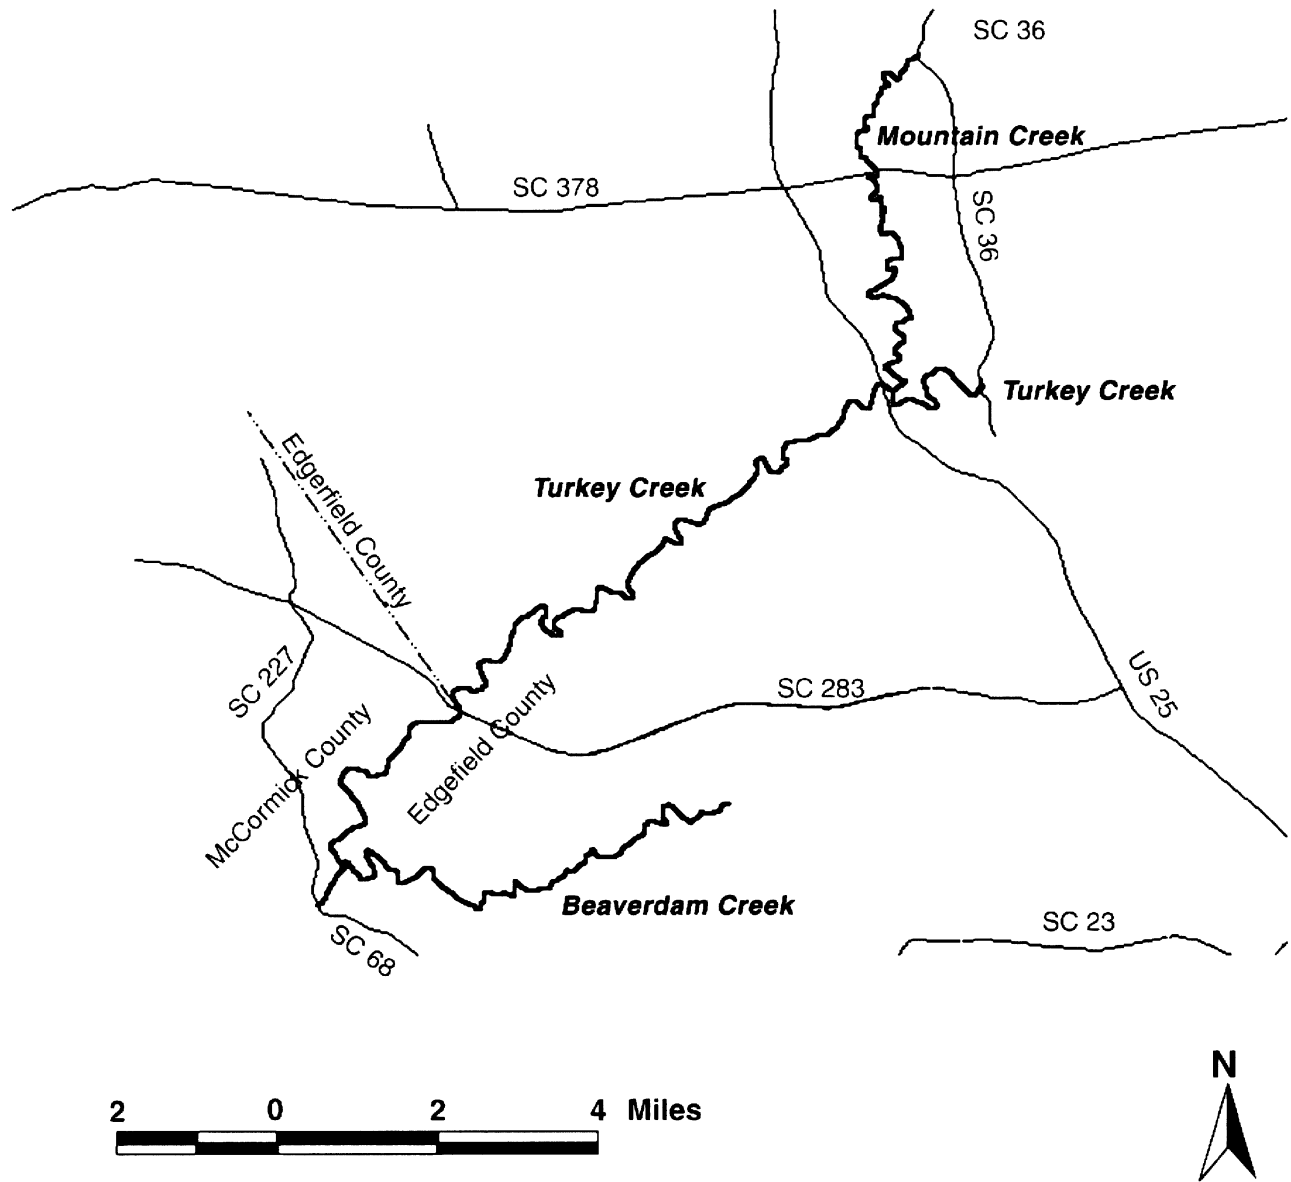 SC 36
Mountain Creek
SC 378
SC 36
Turkey Creek
Edgerfield County
Turkey Creek
SC 227
US 25
SC 283
McCormick County
Edgefield County
Beaverdam Creek
SC 23
SC 68
N
2 0 2 4 Miles